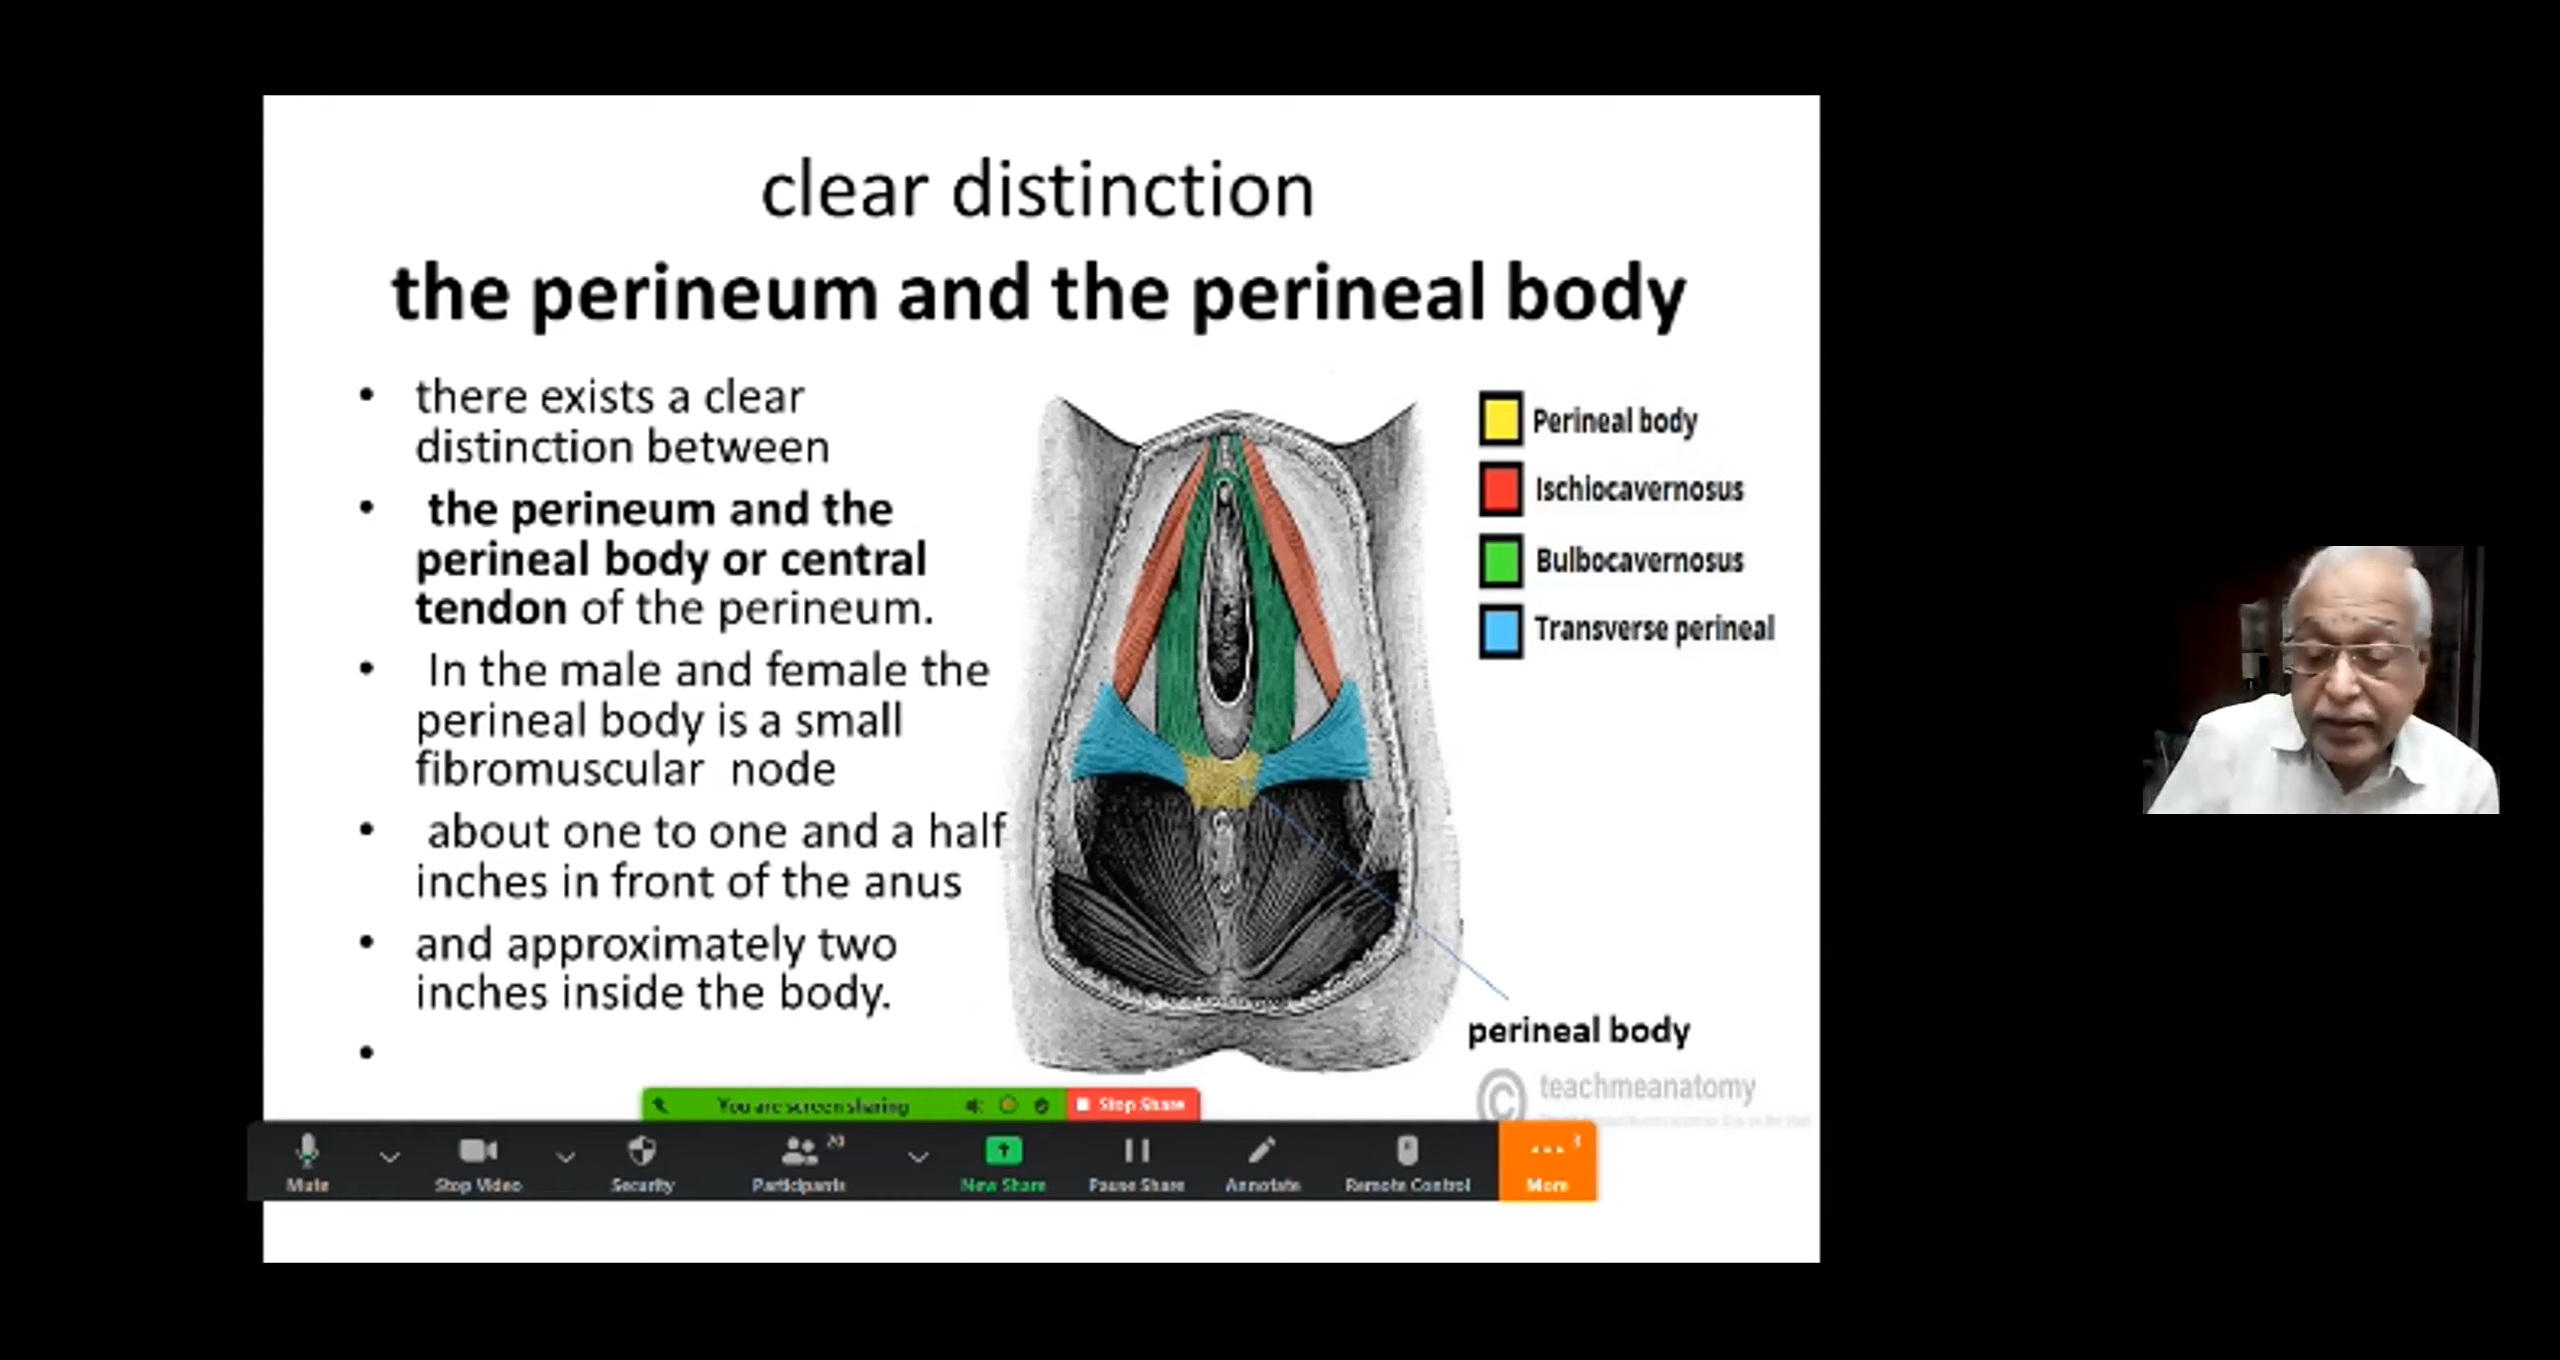 clear distinction
the perineum and the perineal body
• there exists a clear
distinction between
• the perineum and the
perineal body or central
tendon of the perineum.
• In the male and female the
perineal body is a small
fibromuscular node
• about one to one and a half
inches in front of the anus
• and approximately two
inches inside the body.
•
Perineal body
Ischiocavernosus
Bulbocavernosus
Transverse perineal
perineal body
© teachmeanatomy
You are screen sharing
Stop Share
Mute
Stop Video
Security
Participants 20
New Share
Pause Share
Annotate
Remote Control
More 3